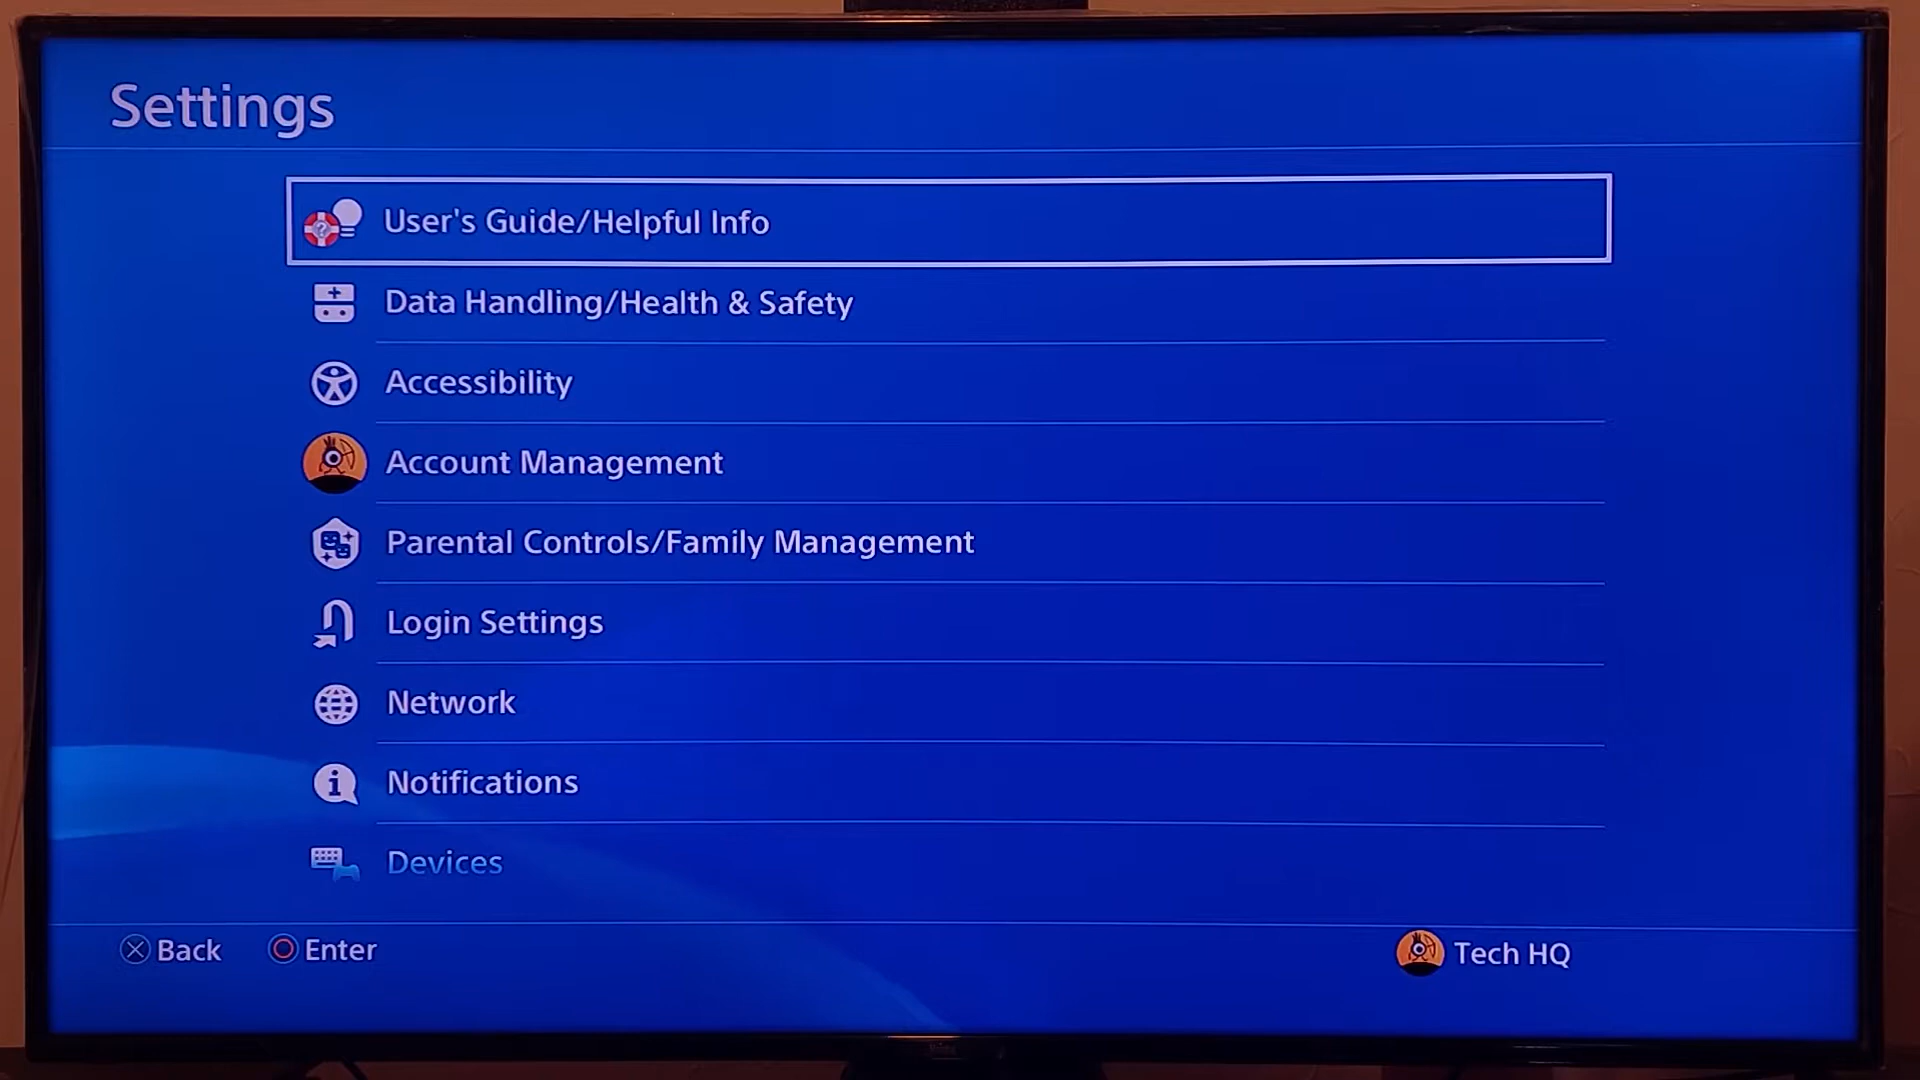 Settings
User's Guide/Helpful Info
Data Handling/Health & Safety
Accessibility
Account Management
Parental Controls/Family Management
Login Settings
Network
Notifications
Devices
Back Enter Tech HQ